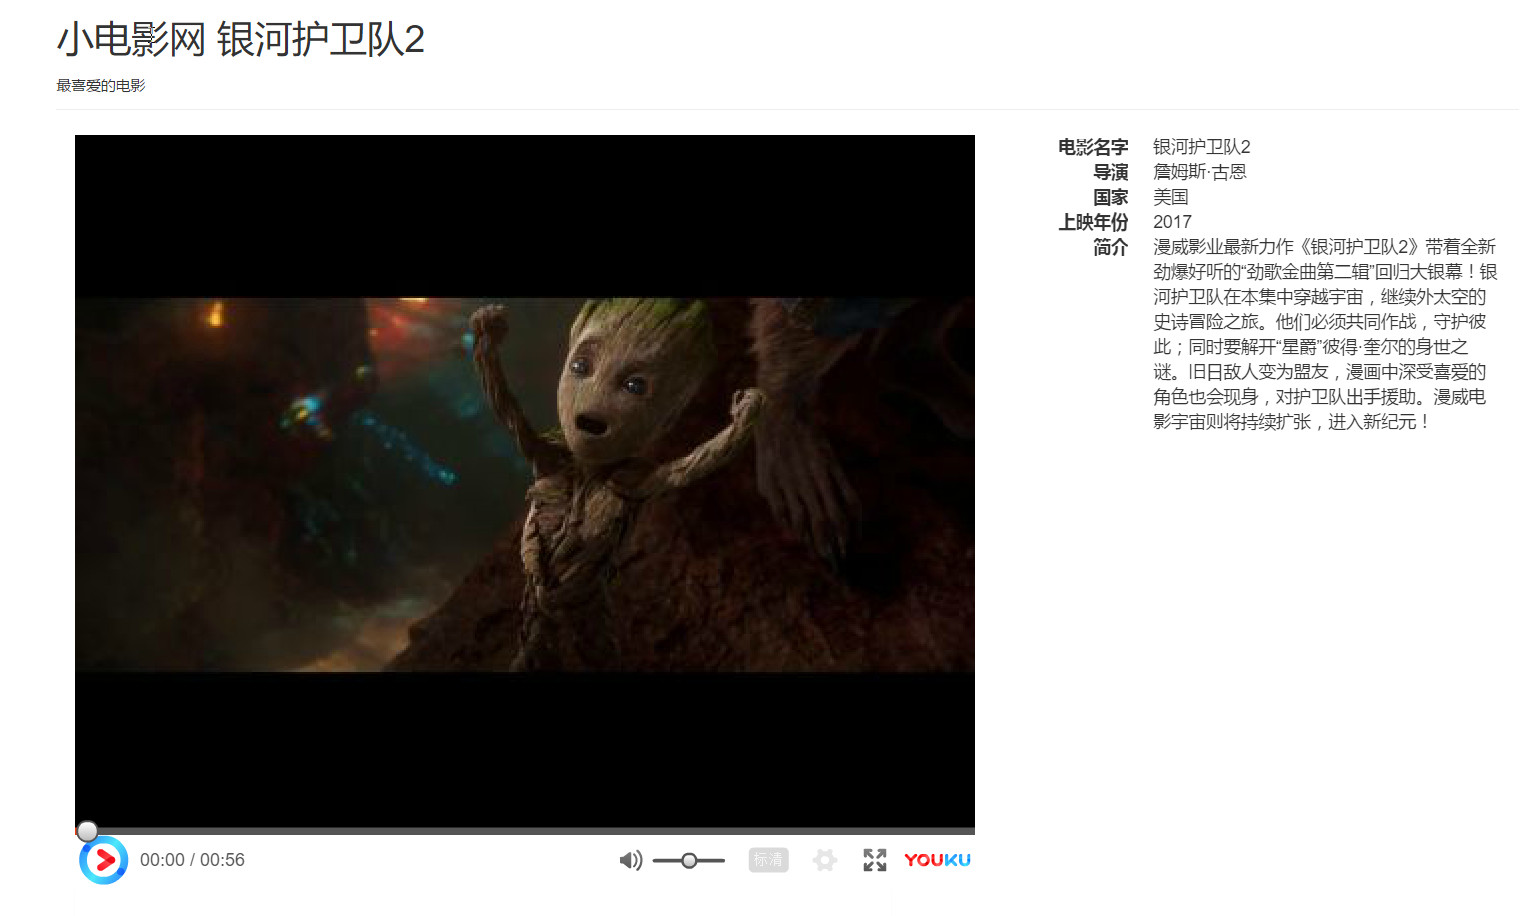 小电影网 银河护卫队2
最喜爱的电影
电影名字 银河护卫队2
导演 詹姆斯·古恩
国家 美国
上映年份 2017
简介 漫威影业最新力作《银河护卫队2》带着全新
劲爆好听的“劲歌金曲第二辑”回归大银幕！银
河护卫队在本集中穿越宇宙，继续外太空的
史诗冒险之旅。他们必须共同作战，守护彼
此；同时要解开“星爵”彼得·奎尔的身世之
谜。旧日敌人变为盟友，漫画中深受喜爱的
角色也会现身，对护卫队出手援助。漫威电
影宇宙则将持续扩张，进入新纪元！
00:00 / 00:56
标清
YOUKU